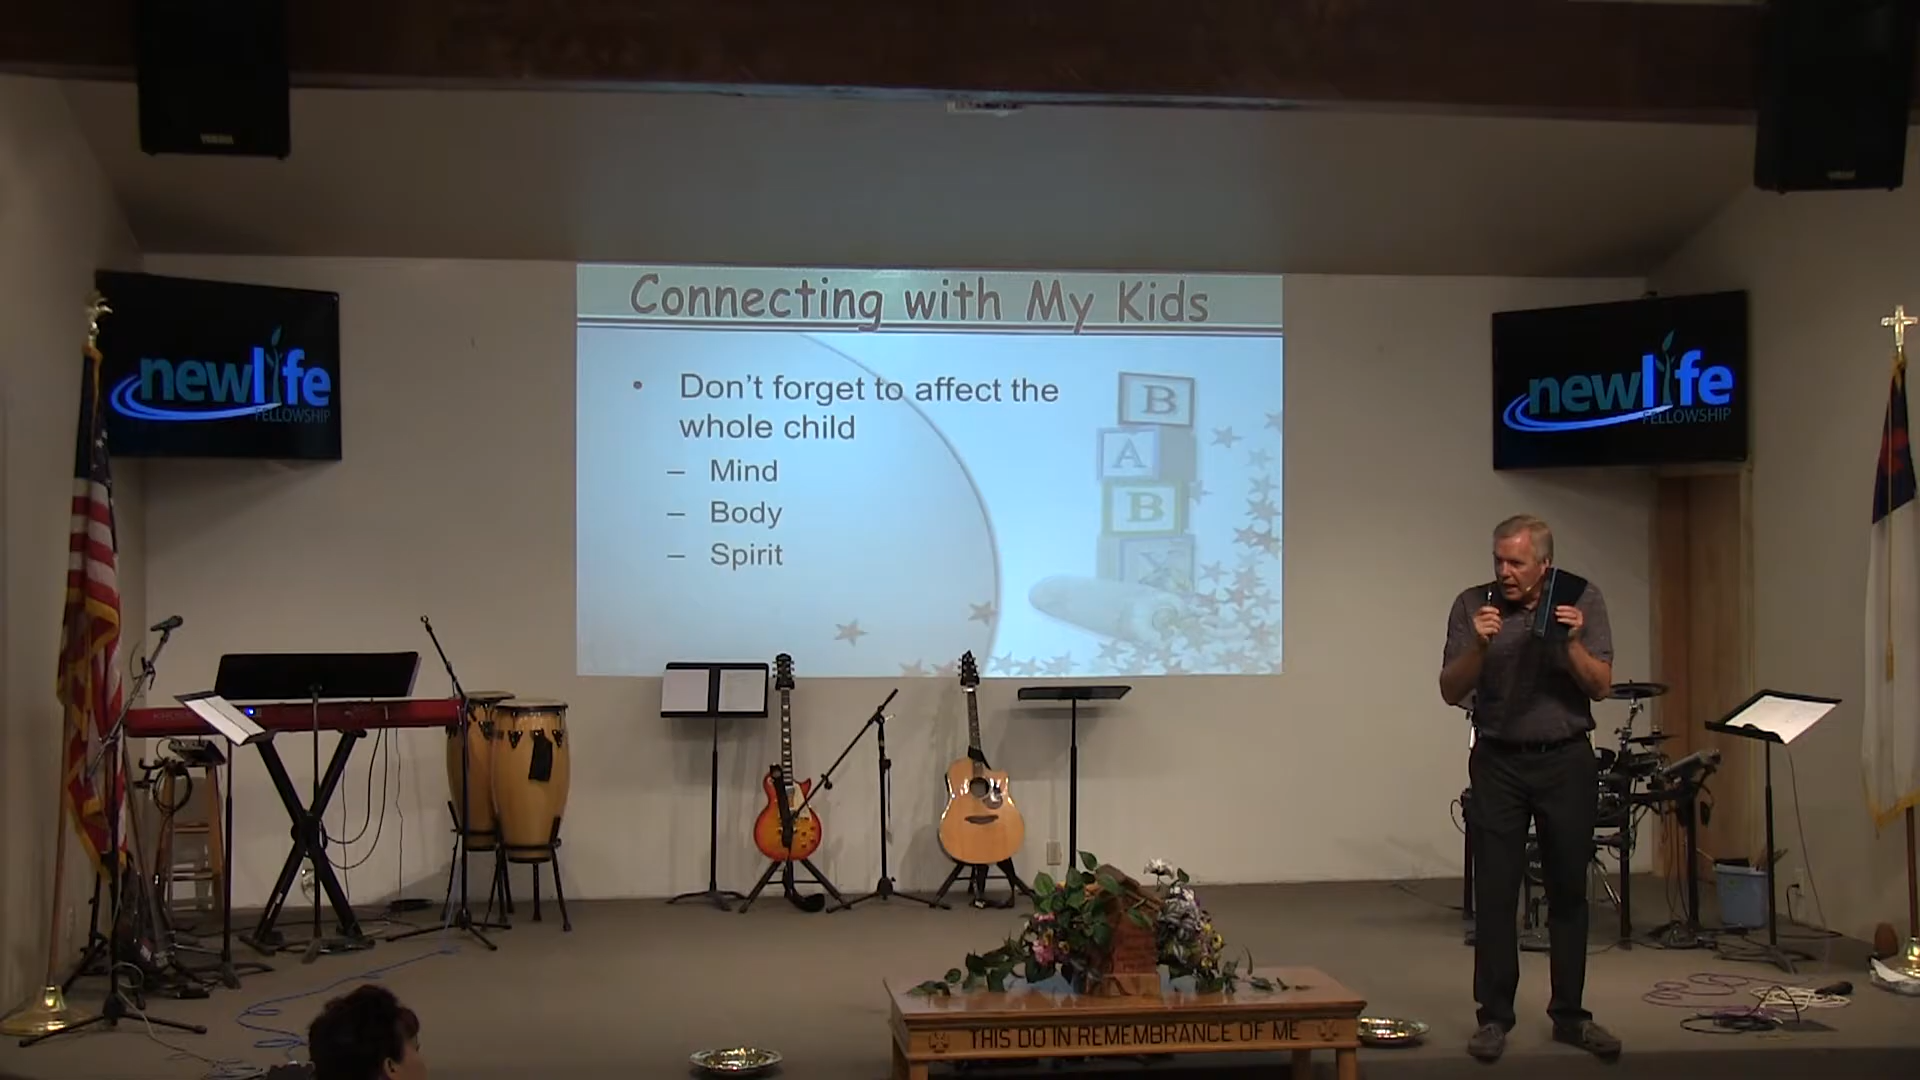 YAMAHA
Connecting with My Kids
• Don't forget to affect the
whole child
– Mind
– Body
– Spirit
B
A
B
Y
newlife
FELLOWSHIP
newlife
FELLOWSHIP
THIS DO IN REMEMBRANCE OF ME